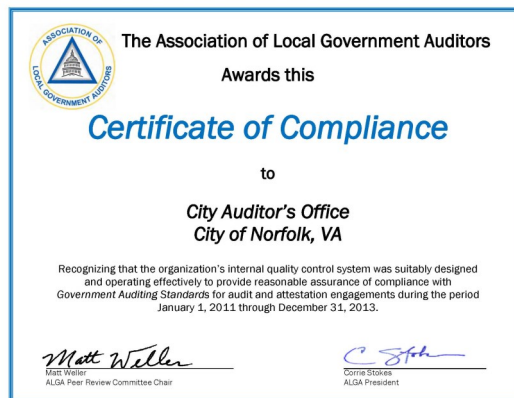 ASSOCIATION OF
LOCAL GOVERNMENT AUDITORS
The Association of Local Government Auditors
Awards this
Certificate of Compliance
to
City Auditor's Office
City of Norfolk, VA
Recognizing that the organization's internal quality control system was suitably designed
and operating effectively to provide reasonable assurance of compliance with
Government Auditing Standards for audit and attestation engagements during the period
January 1, 2011 through December 31, 2013.
Matt Weller
Matt Weller
ALGA Peer Review Committee Chair
C Stokes
Corrie Stokes
ALGA President